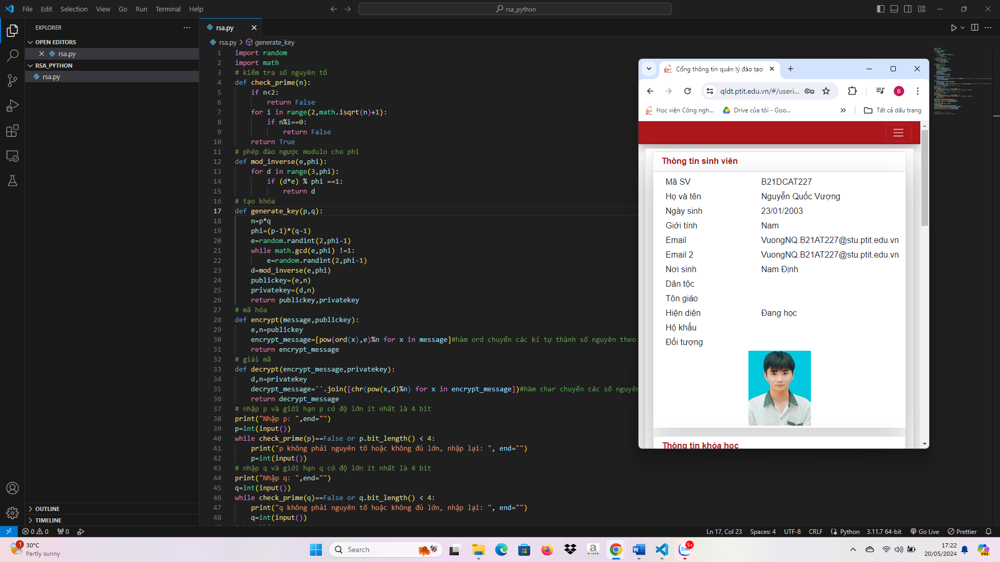 File Edit Selection View Go Run Terminal Help
rsa_python
EXPLORER
OPEN EDITORS
rsa.py
RSA_PYTHON
rsa.py
OUTLINE
TIMELINE
rsa.py
rsa.py > generate_key
1 import random
2 import math
3 # kiểm tra số nguyên tố
4 def check_prime(n):
5 if n<2:
6 return False
7 for i in range(2,math.isqrt(n)+1):
8 if n%i==0:
9 return False
10 return True
11 # phép đảo ngược modulo cho phi
12 def mod_inverse(e,phi):
13 for d in range(3,phi):
14 if (d*e) % phi ==1:
15 return d
16 # tạo khóa
17 def generate_key(p,q):
18 n=p*q
19 phi=(p-1)*(q-1)
20 e=random.randint(2,phi-1)
21 while math.gcd(e,phi) !=1:
22 e=random.randint(2,phi-1)
23 d=mod_inverse(e,phi)
24 publickey=(e,n)
25 privatekey=(d,n)
26 return publickey,privatekey
27 # mã hóa
28 def encrypt(message,publickey):
29 e,n=publickey
30 encrypt_message=[pow(ord(x),e)%n for x in message]#hàm ord chuyển các kí tự thành số nguyên theo
31 return encrypt_message
32 # giải mã
33 def decrypt(encrypt_message,privatekey):
34 d,n=privatekey
35 decrypt_message=''.join([chr(pow(x,d)%n) for x in encrypt_message])#hàm char chuyển các số nguyên
36 return decrypt_message
37 # nhập p và giới hạn p có độ lớn ít nhất là 4 bit
38 print("Nhập p: ",end="")
39 p=int(input())
40 while check_prime(p)==False or p.bit_length() < 4:
41 print("p không phải nguyên tố hoặc không đủ lớn, nhập lại: ", end="")
42 p=int(input())
43 # nhập q và giới hạn q có độ lớn ít nhất là 4 bit
44 print("Nhập q: ",end="")
45 q=int(input())
46 while check_prime(q)==False or q.bit_length() < 4:
47 print("q không phải nguyên tố hoặc không đủ lớn, nhập lại: ", end="")
48 q=int(input())
Cổng thông tin quản lý đào tạo
qldt.ptit.edu.vn/#/useri...
B
Học viện Công ngh...
Drive của tôi - Goo...
Tất cả dấu trang
Thông tin sinh viên
Mã SV B21DCAT227
Họ và tên Nguyễn Quốc Vượng
Ngày sinh 23/01/2003
Giới tính Nam
Email VuongNQ.B21AT227@stu.ptit.edu.vn
Email 2 VuongNQ.B21AT227@stu.ptit.edu.vn
Nơi sinh Nam Định
Dân tộc
Tôn giáo
Hiện diện Đang học
Hộ khẩu
Đối tượng
Thông tin khóa học
0 0 0
Ln 17, Col 23 Spaces: 4 UTF-8 CRLF Python 3.11.7 64-bit Go Live Prettier
1
30°C
Partly sunny
Search
a
Zalo
5+
17:22
20/05/2024
PRE